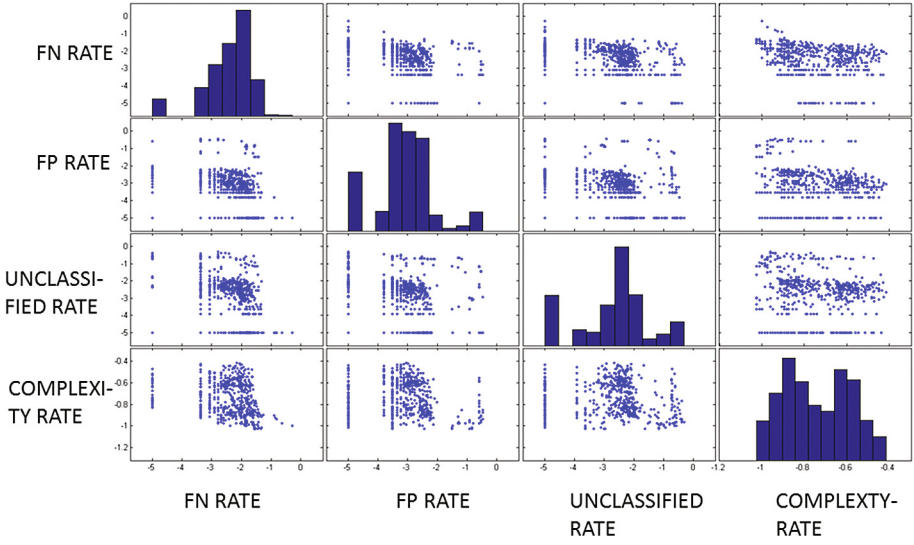 FN RATE
0
-1
-2
-3
-4
-5
FP RATE
0
-1
-2
-3
-4
-5
UNCLASSI-
FIED RATE
0
-1
-2
-3
-4
-5
COMPLEXI-
TY RATE
-0.4
-0.6
-0.8
-1
-1.2
-5 -4 -3 -2 -1 0 -5 -4 -3 -2 -1 0 -5 -4 -3 -2 -1 0 -1.2 -1 -0.8 -0.6 -0.4
FN RATE
FP RATE
UNCLASSIFIED
RATE
COMPLEXTY-
RATE